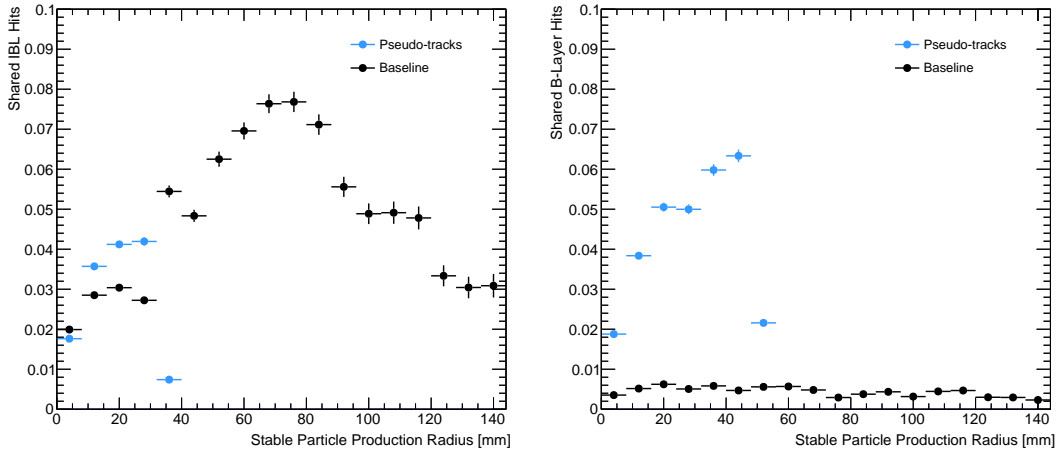 Shared IBL Hits
0.1
0.09
0.08
0.07
0.06
0.05
0.04
0.03
0.02
0.01
0
Pseudo-tracks
Baseline
0 20 40 60 80 100 120 140
Stable Particle Production Radius [mm]
Shared B-Layer Hits
0.1
0.09
0.08
0.07
0.06
0.05
0.04
0.03
0.02
0.01
0
Pseudo-tracks
Baseline
0 20 40 60 80 100 120 140
Stable Particle Production Radius [mm]